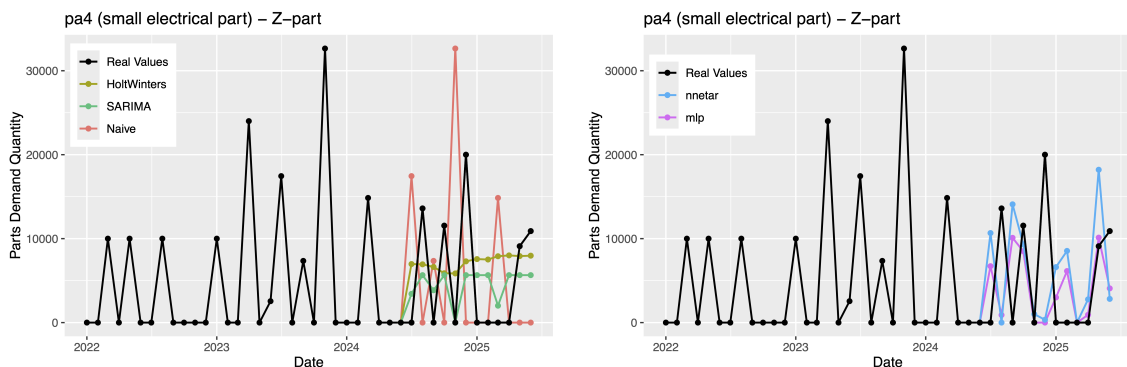 pa4 (small electrical part) − Z−part
Parts Demand Quantity
30000
20000
10000
0
Real Values
HoltWinters
SARIMA
Naive
2022
2023
2024
2025
Date
pa4 (small electrical part) − Z−part
Parts Demand Quantity
30000
20000
10000
0
Real Values
nnetar
mlp
2022
2023
2024
2025
Date